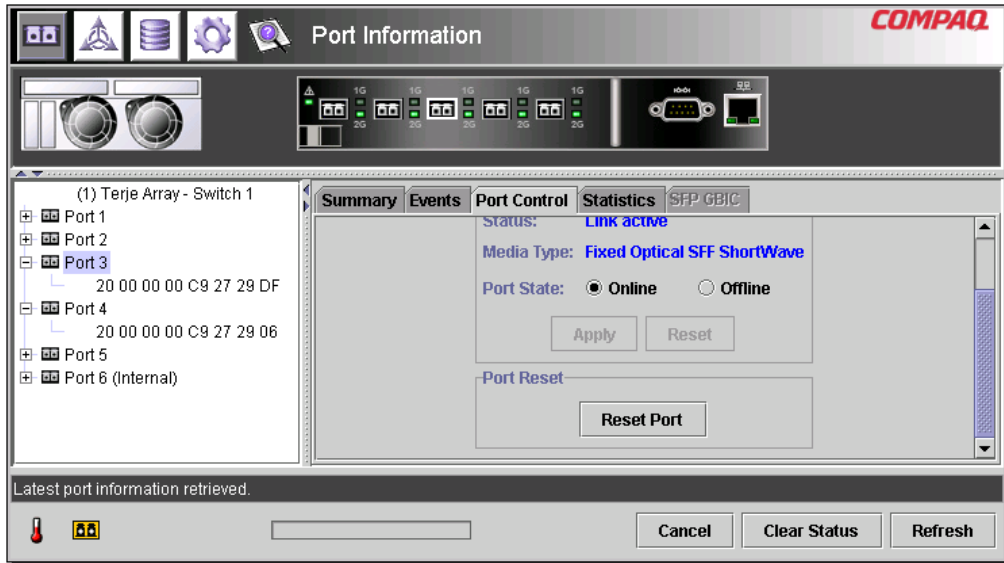 Port Information
COMPAQ
1G 1G 1G 1G 1G
2G 2G 2G 2G 2G
(1) Terje Array - Switch 1
Port 1
Port 2
Port 3
20 00 00 00 C9 27 29 DF
Port 4
20 00 00 00 C9 27 29 06
Port 5
Port 6 (Internal)
Summary Events Port Control Statistics SFP GBIC
Status: Link active
Media Type: Fixed Optical SFF ShortWave
Port State: Online Offline
Apply Reset
Port Reset
Reset Port
Latest port information retrieved.
Cancel Clear Status Refresh